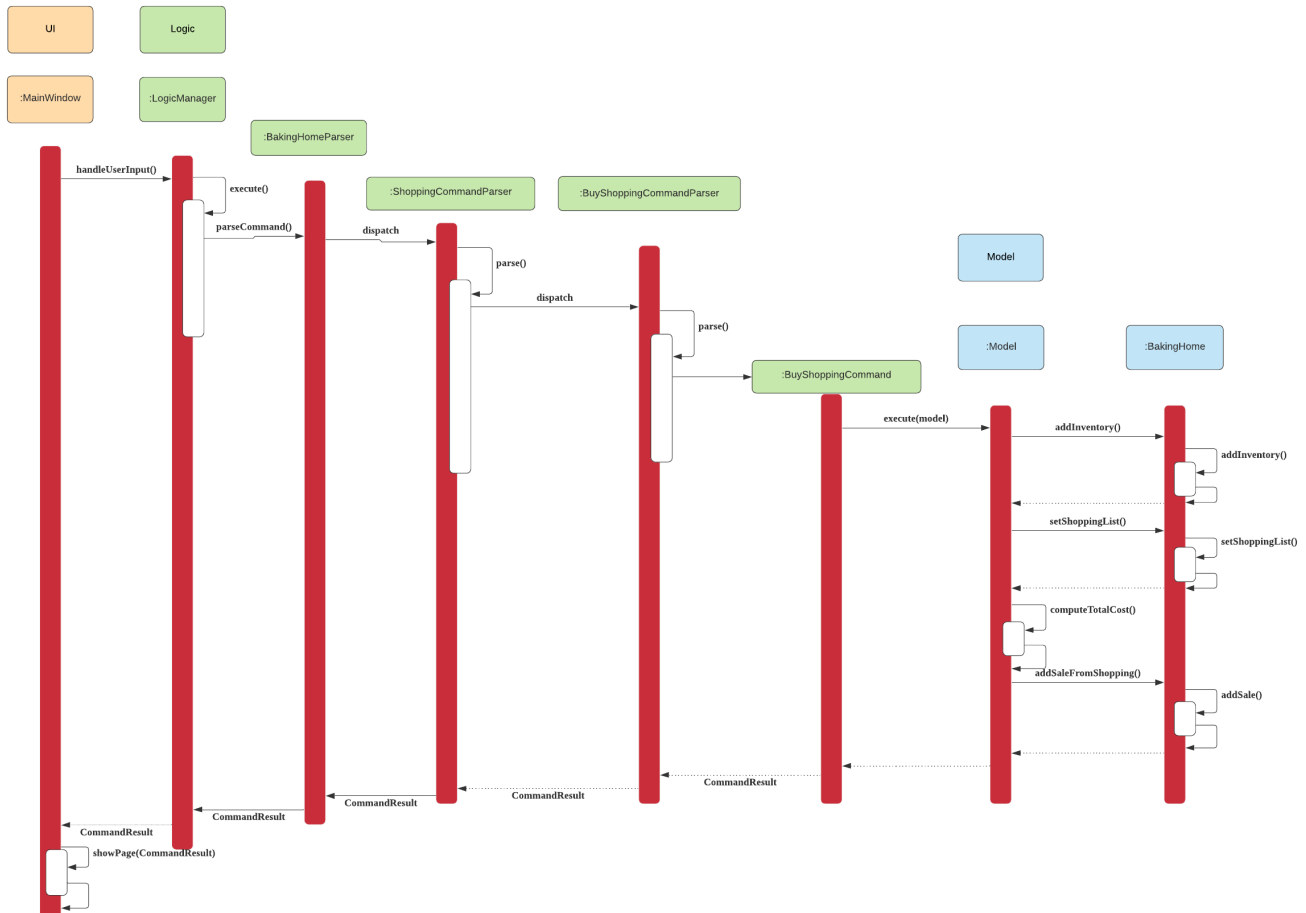 UI
Logic
:MainWindow
:LogicManager
:BakingHomeParser
:ShoppingCommandParser
:BuyShoppingCommandParser
handleUserInput()
execute()
parseCommand()
dispatch
parse()
Model
dispatch
parse()
:Model
:BakingHome
:BuyShoppingCommand
execute(model)
addInventory()
addInventory()
setShoppingList()
setShoppingList()
computeTotalCost()
addSaleFromShopping()
addSale()
CommandResult
CommandResult
CommandResult
CommandResult
CommandResult
showPage(CommandResult)